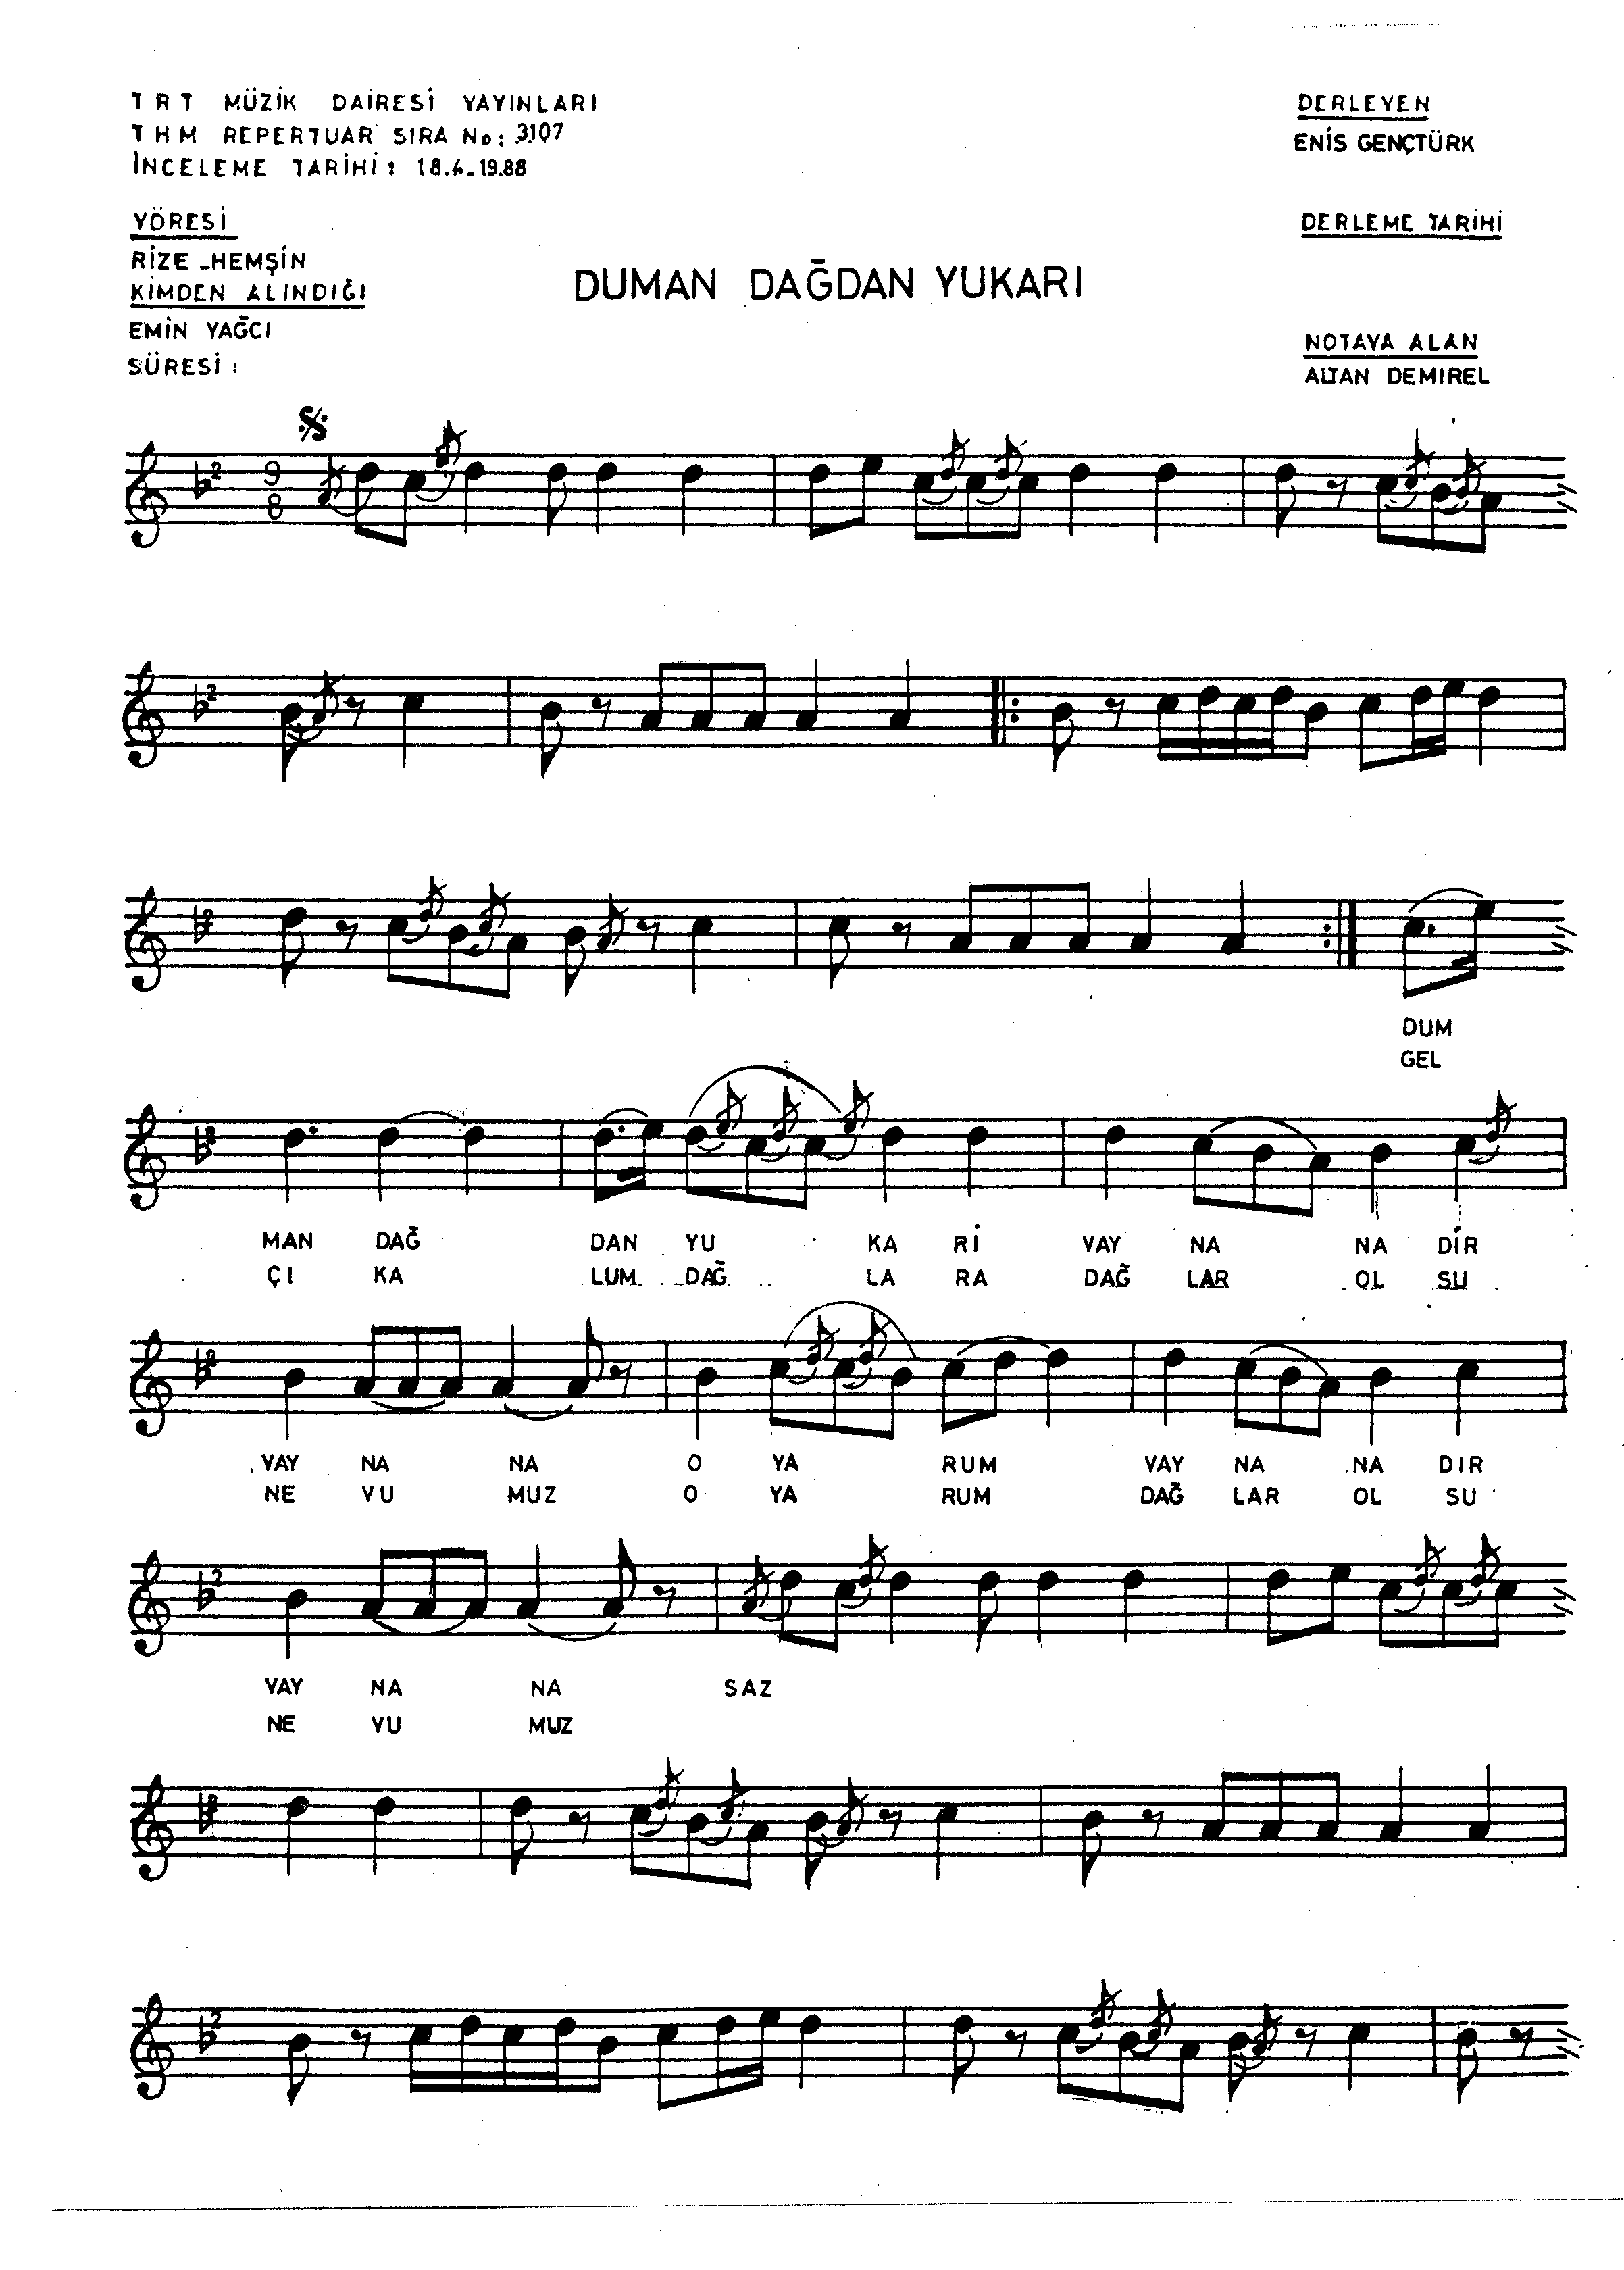 TRT MÜZİK DAİRESİ YAYINLARI
THM REPERTUAR SIRA No: 3107
İNCELEME TARİHİ: 18.4.1988
DERLEYEN
ENİS GENÇTÜRK
YÖRESİ
RİZE-HEMŞİN
KİMDEN ALINDIĞI
EMİN YAĞCI
SÜRESİ:
DUMAN DAĞDAN YUKARI
DERLEME TARİHİ
NOTAYA ALAN
ALTAN DEMIREL
9
8
DUM
GEL
MAN DAĞ DAN YU KA Rİ VAY NA NA DİR
ÇI KA LUM DAĞ LA RA DAĞ LAR OL SU
VAY NA NA O YA RUM VAY NA NA DIR
NE VU MUZ O YA RUM DAĞ LAR OL SU
VAY NA NA SAZ
NE VU MUZ